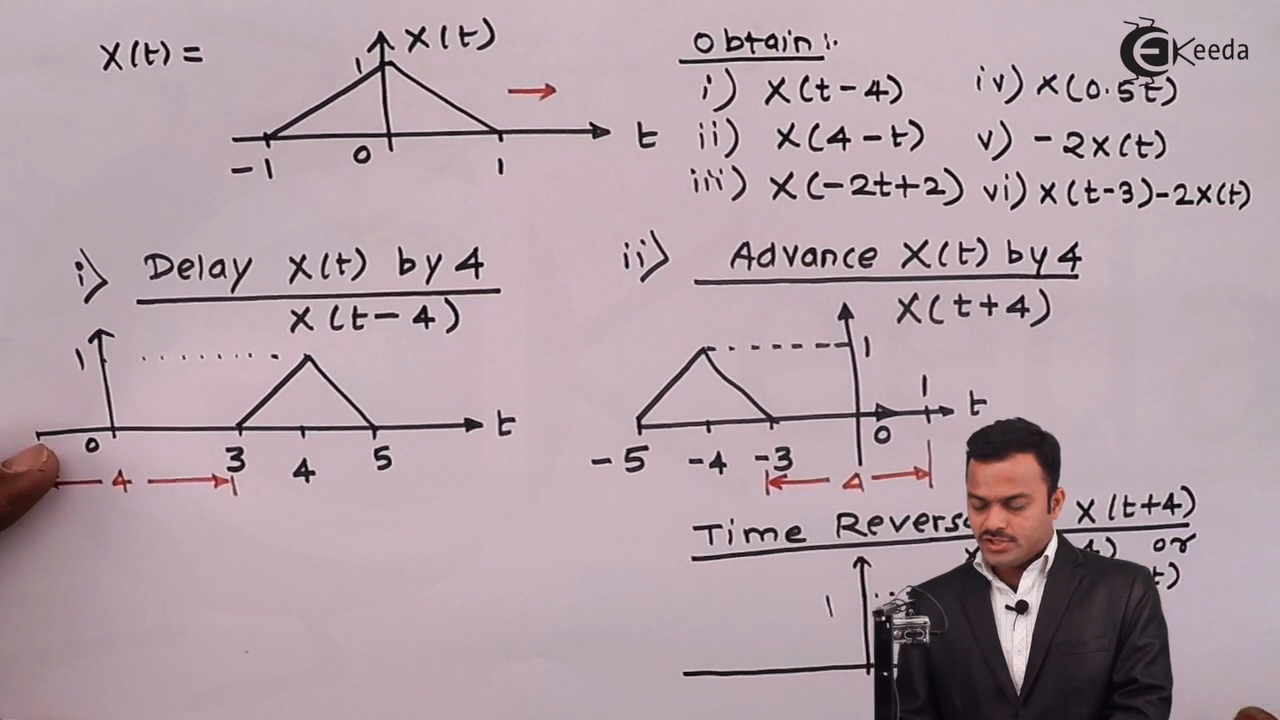 X(t) =
X(t)
1
-1 0 1 t
Obtain:
i) X(t-4)
ii) X(4-t)
iii) X(-2t+2)
iv) X(0.5t)
v) -2X(t)
vi) X(t-3)-2X(t)
Keeda
i) Delay X(t) by 4
X(t-4)
1
0 3 4 5 t
4
ii) Advance X(t) by 4
X(t+4)
1
1
-5 -4 -3 0 t
4
Time X(t+4)
4) or
t)
1